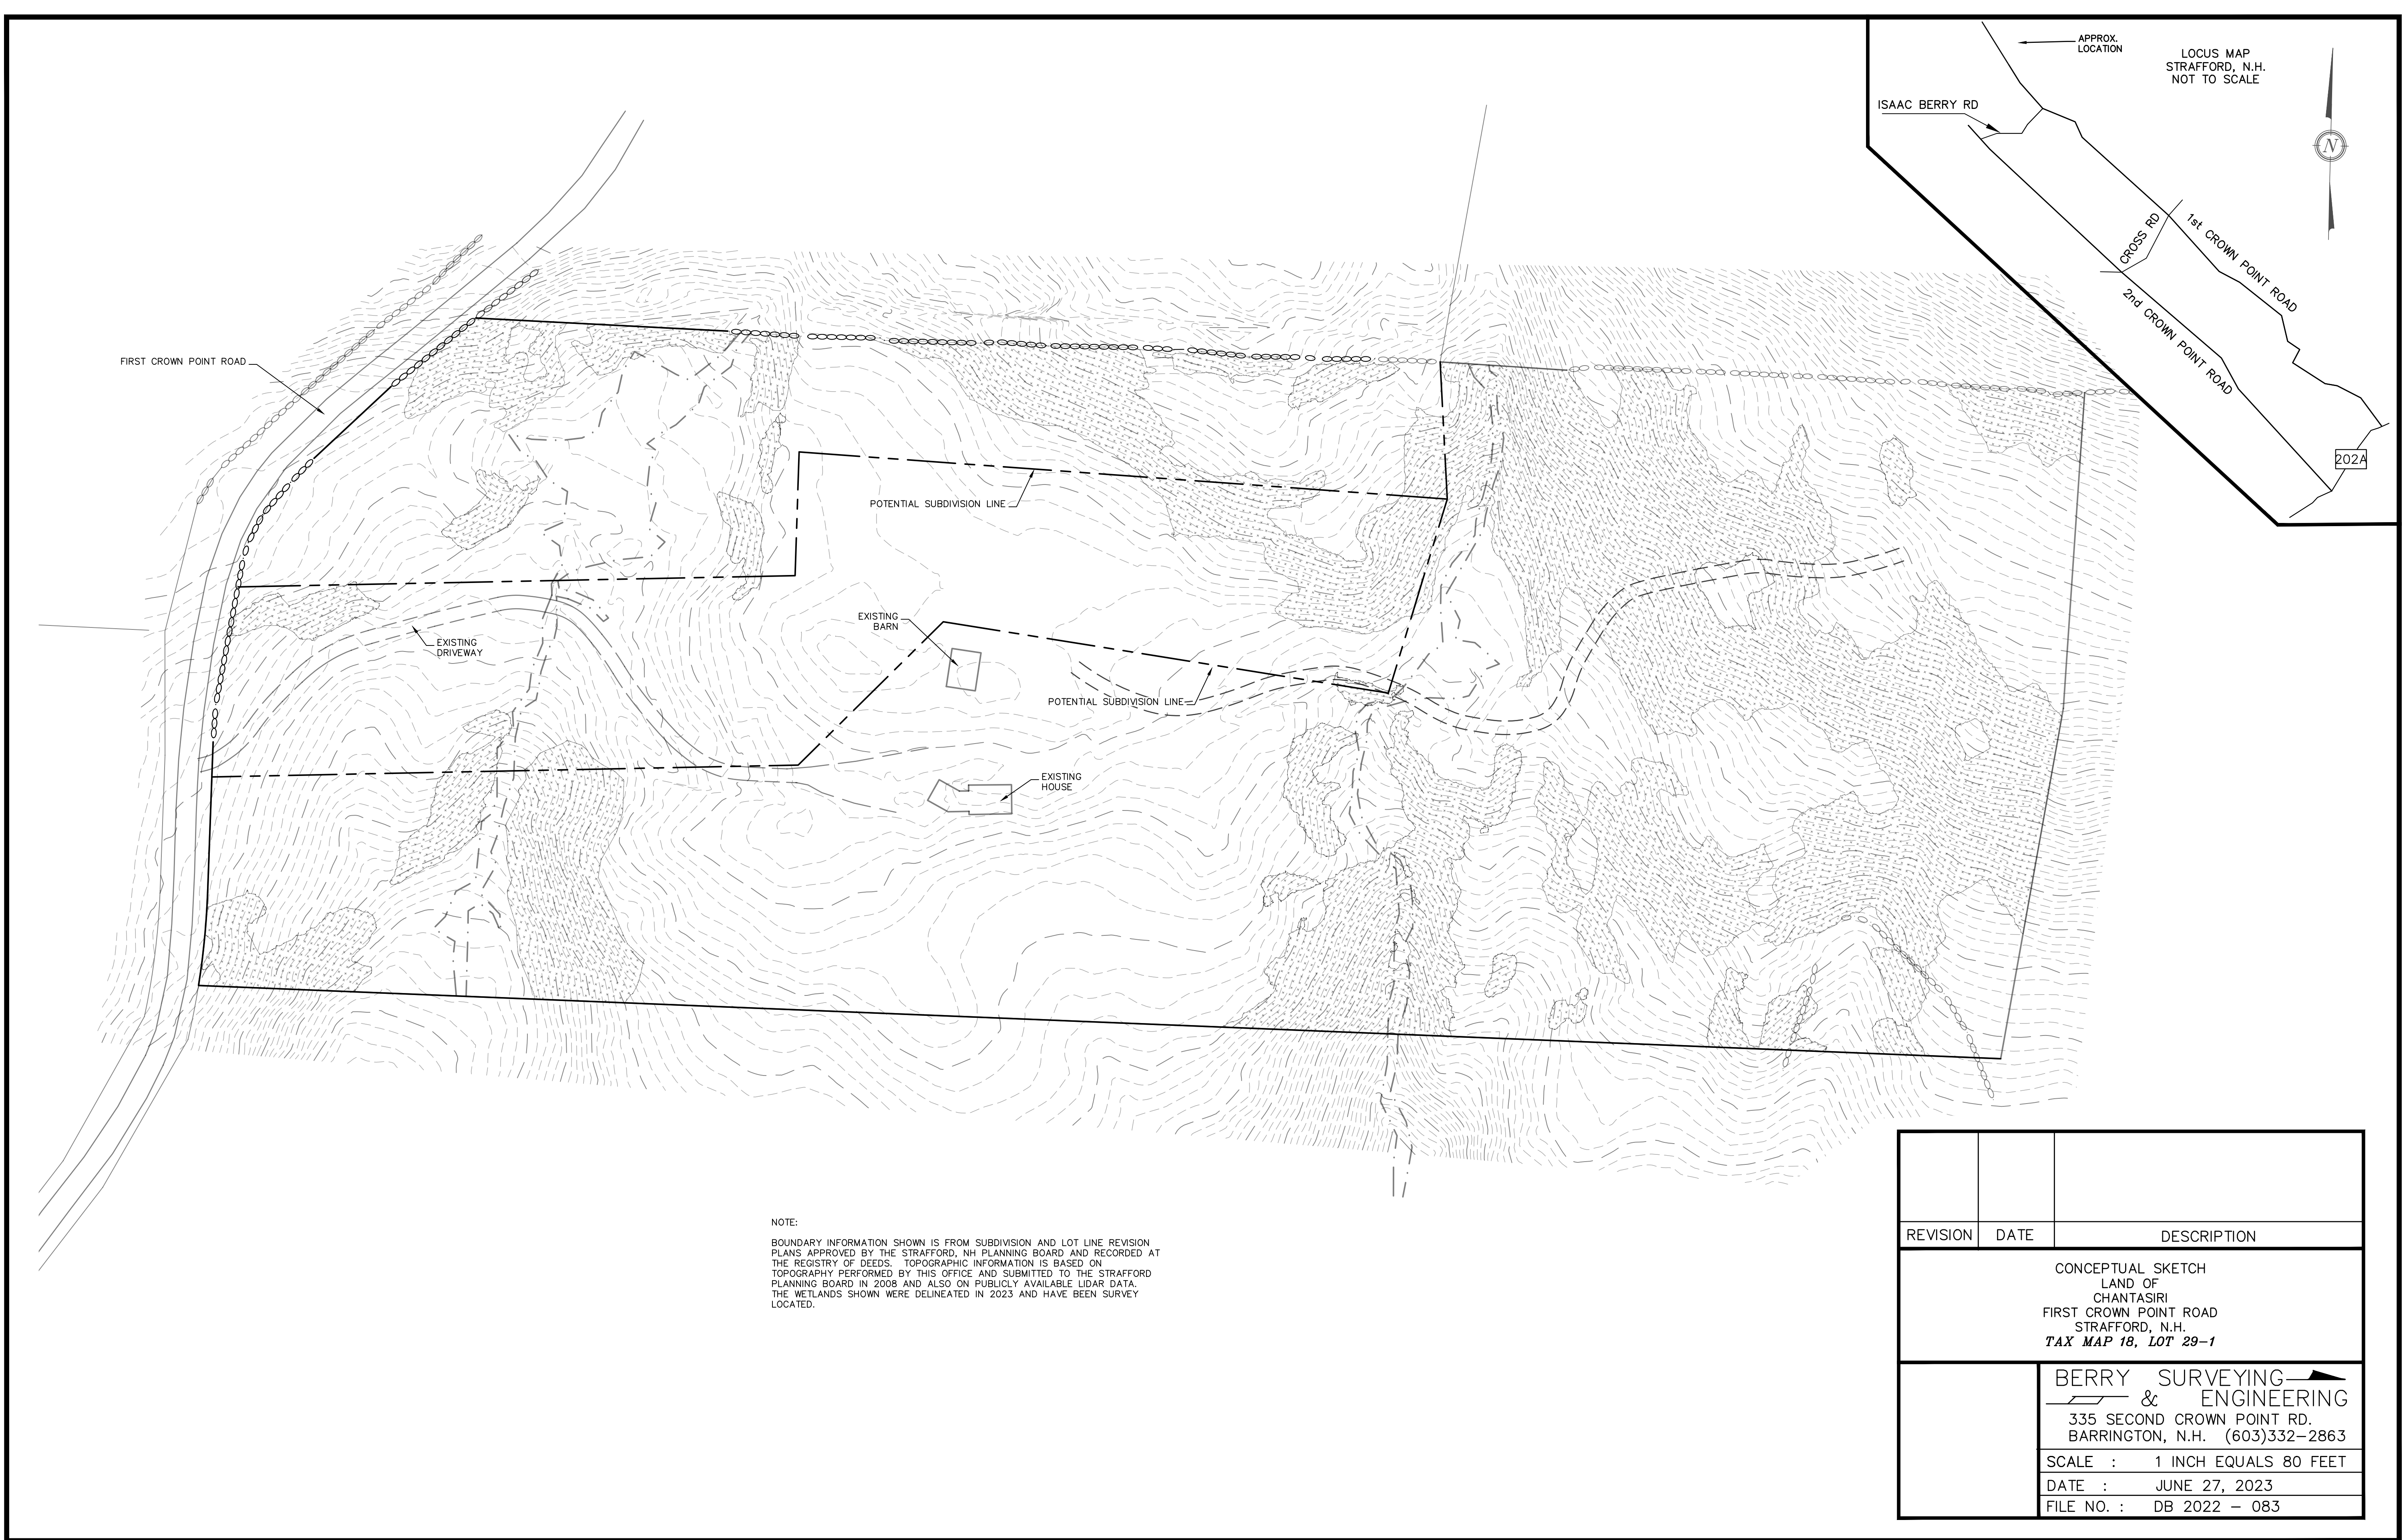 APPROX.
LOCATION
LOCUS MAP
STRAFFORD, N.H.
NOT TO SCALE
ISAAC BERRY RD
N
CROSS RD
1st CROWN POINT ROAD
2nd CROWN POINT ROAD
202A
FIRST CROWN POINT ROAD
POTENTIAL SUBDIVISION LINE
EXISTING
BARN
EXISTING
DRIVEWAY
POTENTIAL SUBDIVISION LINE
EXISTING
HOUSE
NOTE:
BOUNDARY INFORMATION SHOWN IS FROM SUBDIVISION AND LOT LINE REVISION
PLANS APPROVED BY THE STRAFFORD, NH PLANNING BOARD AND RECORDED AT
THE REGISTRY OF DEEDS. TOPOGRAPHIC INFORMATION IS BASED ON
TOPOGRAPHY PERFORMED BY THIS OFFICE AND SUBMITTED TO THE STRAFFORD
PLANNING BOARD IN 2008 AND ALSO ON PUBLICLY AVAILABLE LIDAR DATA.
THE WETLANDS SHOWN WERE DELINEATED IN 2023 AND HAVE BEEN SURVEY
LOCATED.
REVISION DATE DESCRIPTION
CONCEPTUAL SKETCH
LAND OF
CHANTASIRI
FIRST CROWN POINT ROAD
STRAFFORD, N.H.
TAX MAP 18, LOT 29-1
BERRY SURVEYING
& ENGINEERING
335 SECOND CROWN POINT RD.
BARRINGTON, N.H. (603)332-2863
SCALE : 1 INCH EQUALS 80 FEET
DATE : JUNE 27, 2023
FILE NO. : DB 2022 - 083